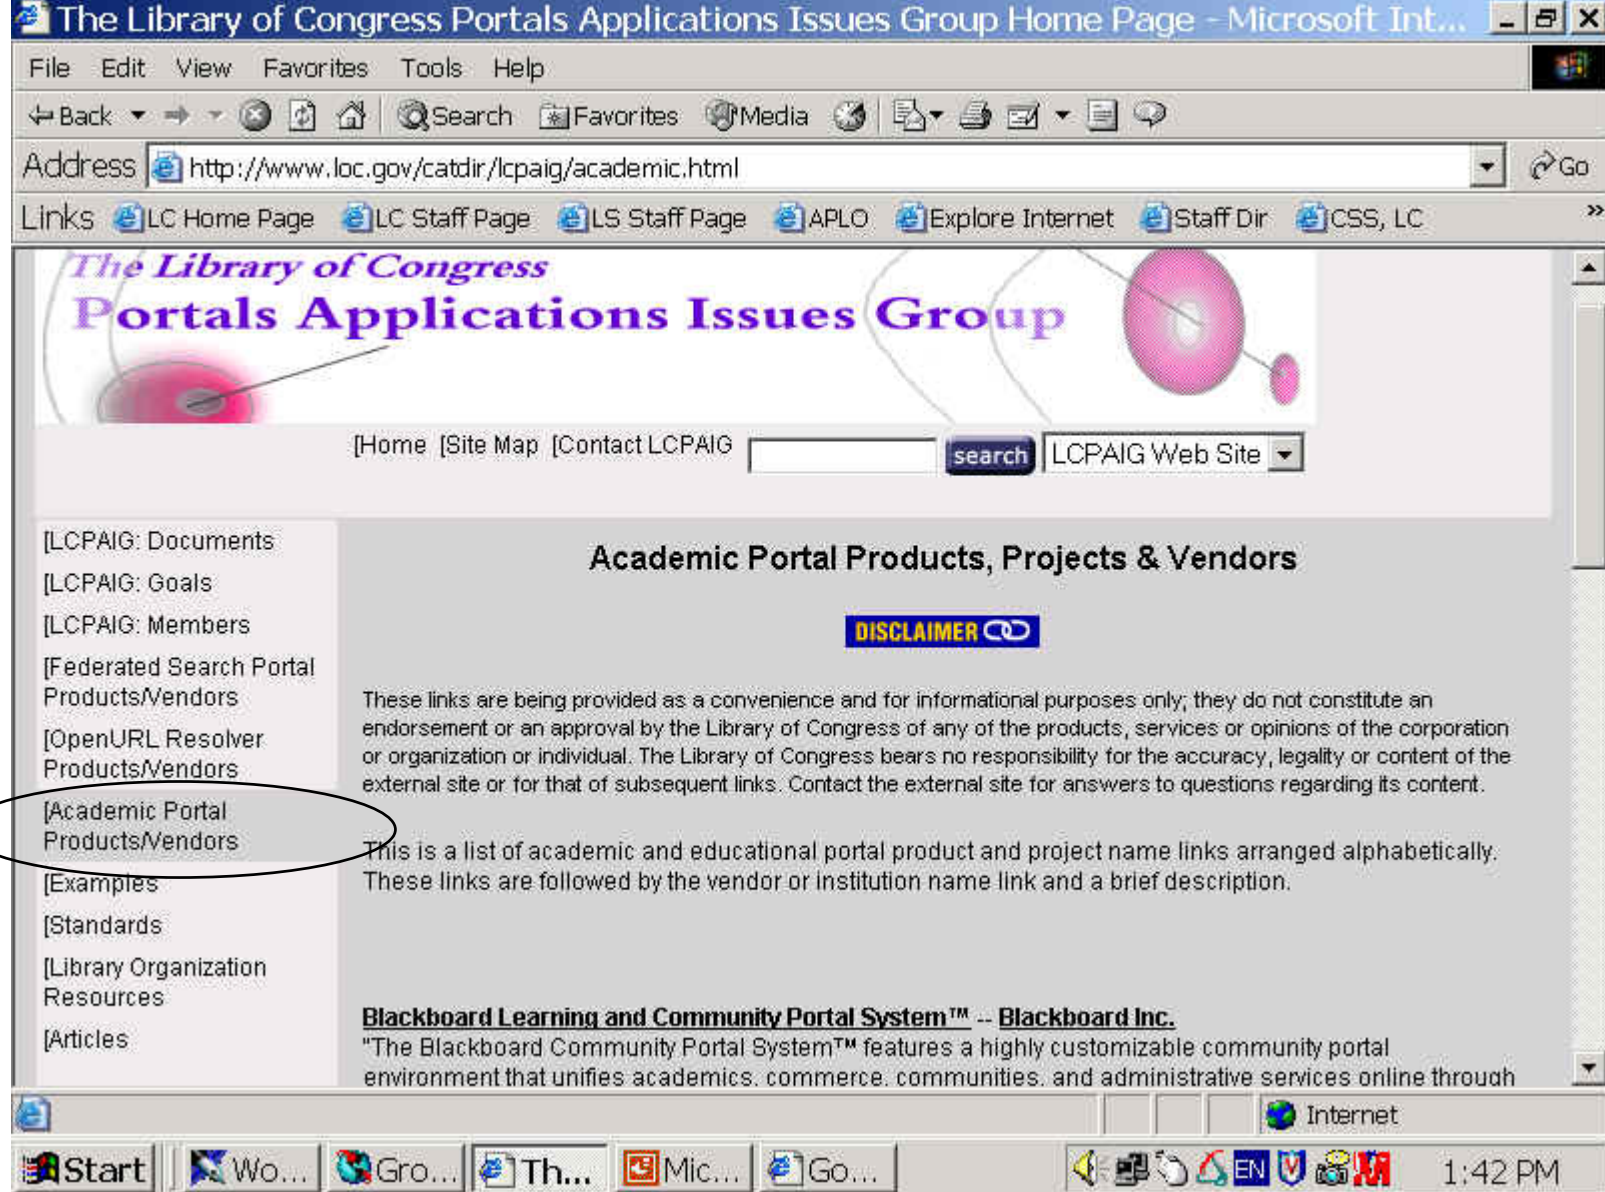 The Library of Congress Portals Applications Issues Group Home Page - Microsoft Int...
File Edit View Favorites Tools Help
Back Search Favorites Media
Address http://www.loc.gov/catdir/lcpaig/academic.html Go
Links LC Home Page LC Staff Page LS Staff Page APLO Explore Internet Staff Dir CSS, LC »
The Library of Congress
Portals Applications Issues Group
[Home [Site Map [Contact LCPAIG search LCPAIG Web Site
[LCPAIG: Documents
[LCPAIG: Goals
[LCPAIG: Members
[Federated Search Portal
Products/Vendors
[OpenURL Resolver
Products/Vendors
[Academic Portal
Products/Vendors
[Examples
[Standards
[Library Organization
Resources
[Articles
Academic Portal Products, Projects & Vendors
DISCLAIMER
These links are being provided as a convenience and for informational purposes only; they do not constitute an
endorsement or an approval by the Library of Congress of any of the products, services or opinions of the corporation
or organization or individual. The Library of Congress bears no responsibility for the accuracy, legality or content of the
external site or for that of subsequent links. Contact the external site for answers to questions regarding its content.
This is a list of academic and educational portal product and project name links arranged alphabetically.
These links are followed by the vendor or institution name link and a brief description.
Blackboard Learning and Community Portal System™ -- Blackboard Inc.
"The Blackboard Community Portal System™ features a highly customizable community portal
environment that unifies academics, commerce, communities, and administrative services online through
Internet
Start Wo... Gro... Th... Mic... Go... EN 1:42 PM